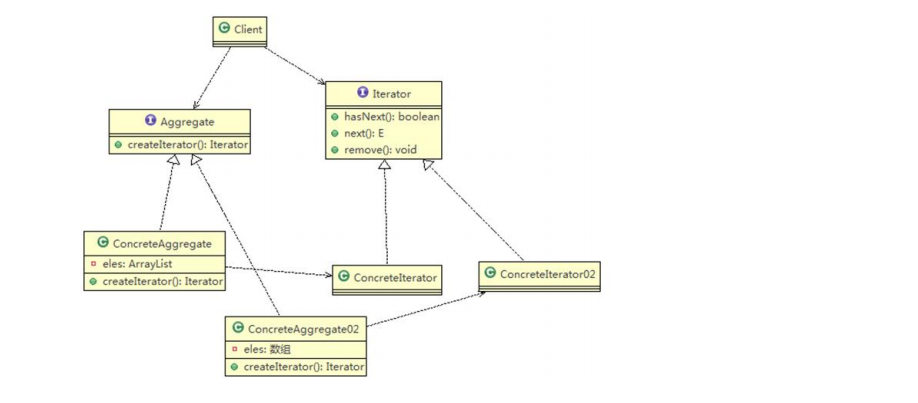 Client
Iterator
hasNext(): boolean
next(): E
remove(): void
Aggregate
createIterator(): Iterator
ConcreteAggregate
eles: ArrayList
createIterator(): Iterator
ConcreteIterator
ConcreteIterator02
ConcreteAggregate02
eles: 数组
createIterator(): Iterator